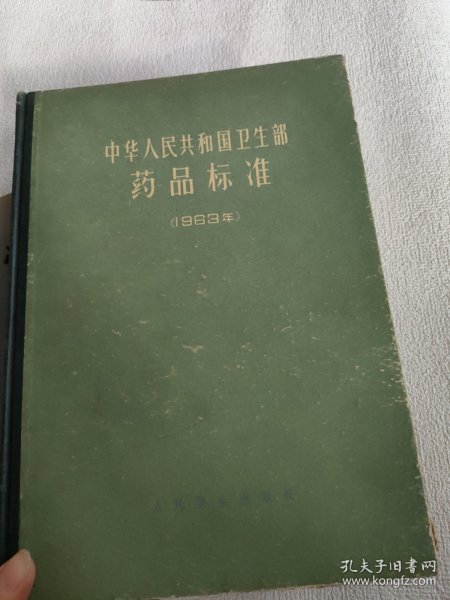 中华人民共和国卫生部
药品标准
(1963年)
人民卫生出版社
孔夫子旧书网
www.kongfz.com